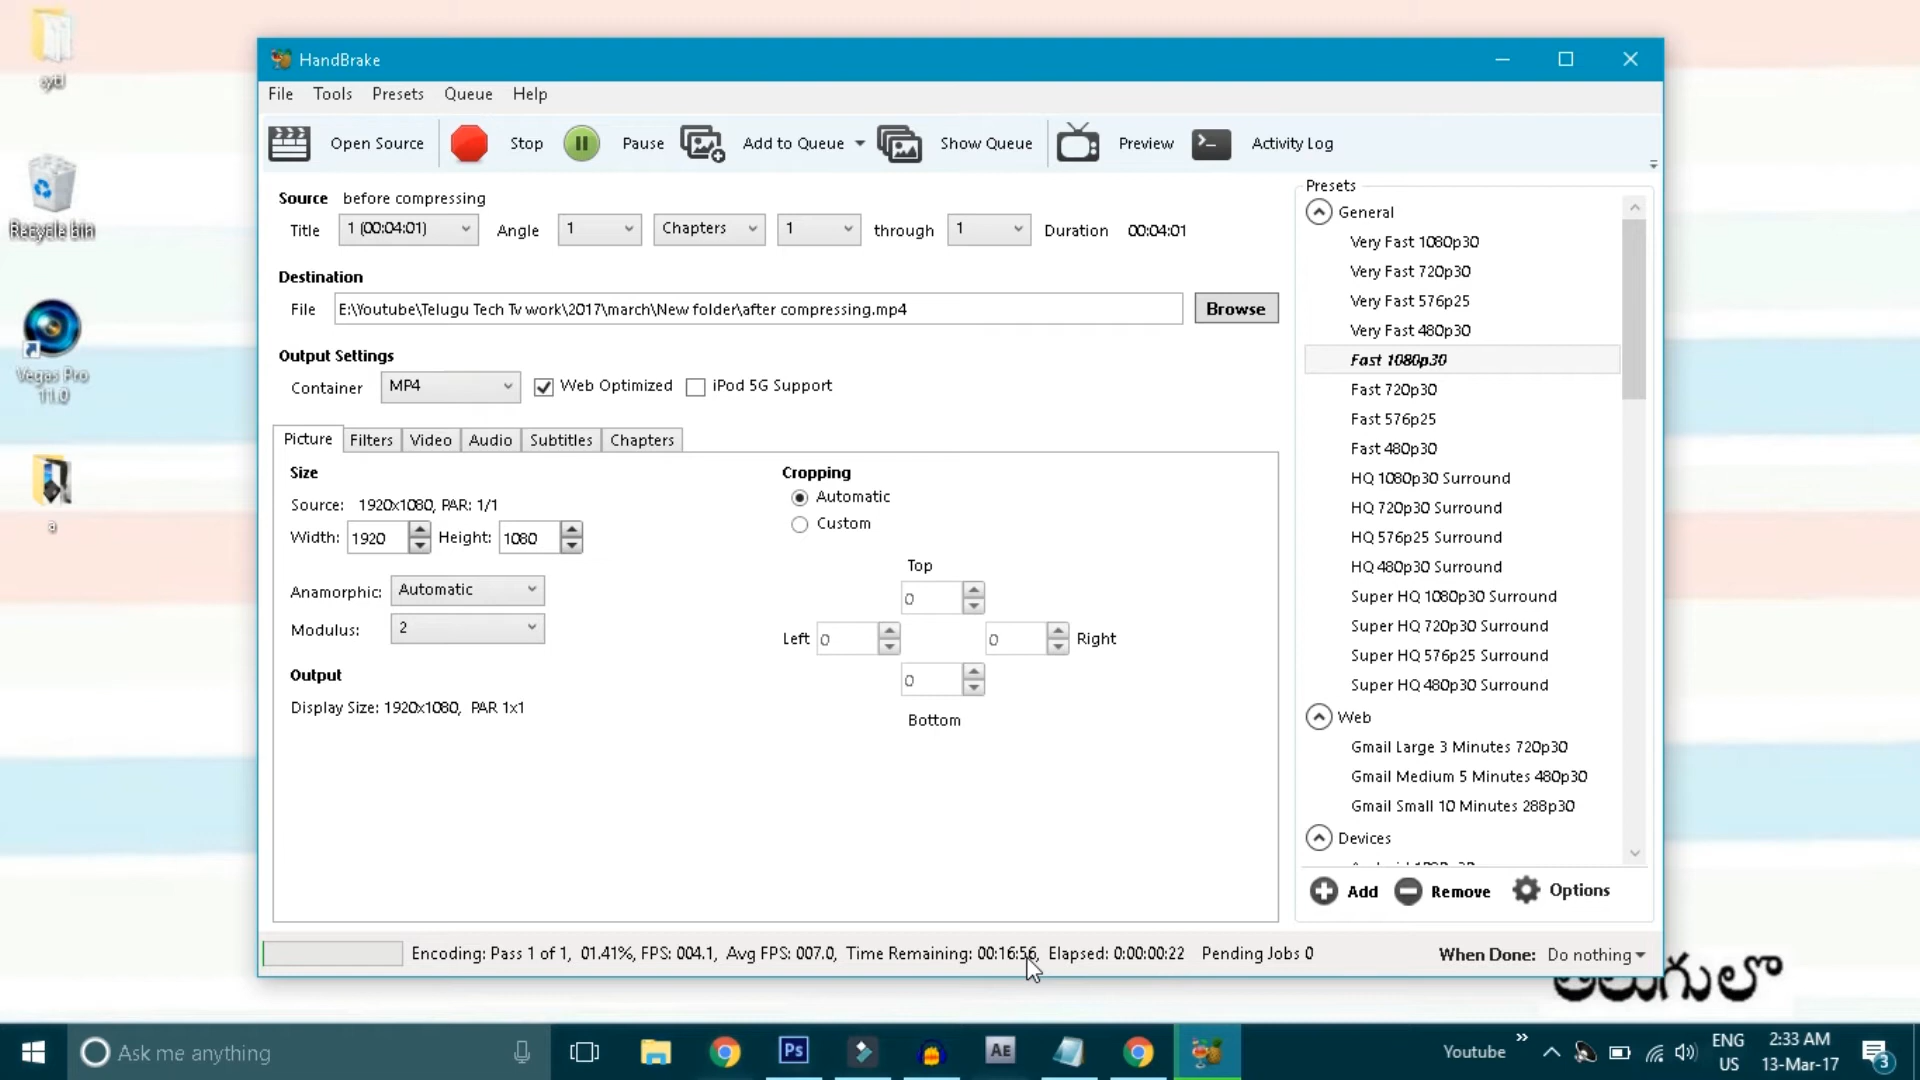 sytl
Recycle bin
Vegas Pro
11.0
a
HandBrake
File Tools Presets Queue Help
Open Source Stop Pause Add to Queue Show Queue Preview Activity Log
Source before compressing
Title 1 (00:04:01) Angle 1 Chapters 1 through 1 Duration 00:04:01
Destination
File E:\Youtube\Telugu Tech Tv work\2017\march\New folder\after compressing.mp4 Browse
Output Settings
Container MP4 Web Optimized iPod 5G Support
Picture Filters Video Audio Subtitles Chapters
Size
Source: 1920x1080, PAR: 1/1
Width: 1920 Height: 1080
Anamorphic: Automatic
Modulus: 2
Output
Display Size: 1920x1080, PAR 1x1
Cropping
Automatic
Custom
Top
0
Left 0 0 Right
0
Bottom
Presets
General
Very Fast 1080p30
Very Fast 720p30
Very Fast 576p25
Very Fast 480p30
Fast 1080p30
Fast 720p30
Fast 576p25
Fast 480p30
HQ 1080p30 Surround
HQ 720p30 Surround
HQ 576p25 Surround
HQ 480p30 Surround
Super HQ 1080p30 Surround
Super HQ 720p30 Surround
Super HQ 576p25 Surround
Super HQ 480p30 Surround
Web
Gmail Large 3 Minutes 720p30
Gmail Medium 5 Minutes 480p30
Gmail Small 10 Minutes 288p30
Devices
Add Remove Options
Encoding: Pass 1 of 1, 01.41%, FPS: 004.1, Avg FPS: 007.0, Time Remaining: 00:16:56, Elapsed: 0:00:00:22 Pending Jobs 0 When Done: Do nothing
తెలుగులో
Ask me anything
Ps
Ae
Youtube
ENG
US
2:33 AM
13-Mar-17
3